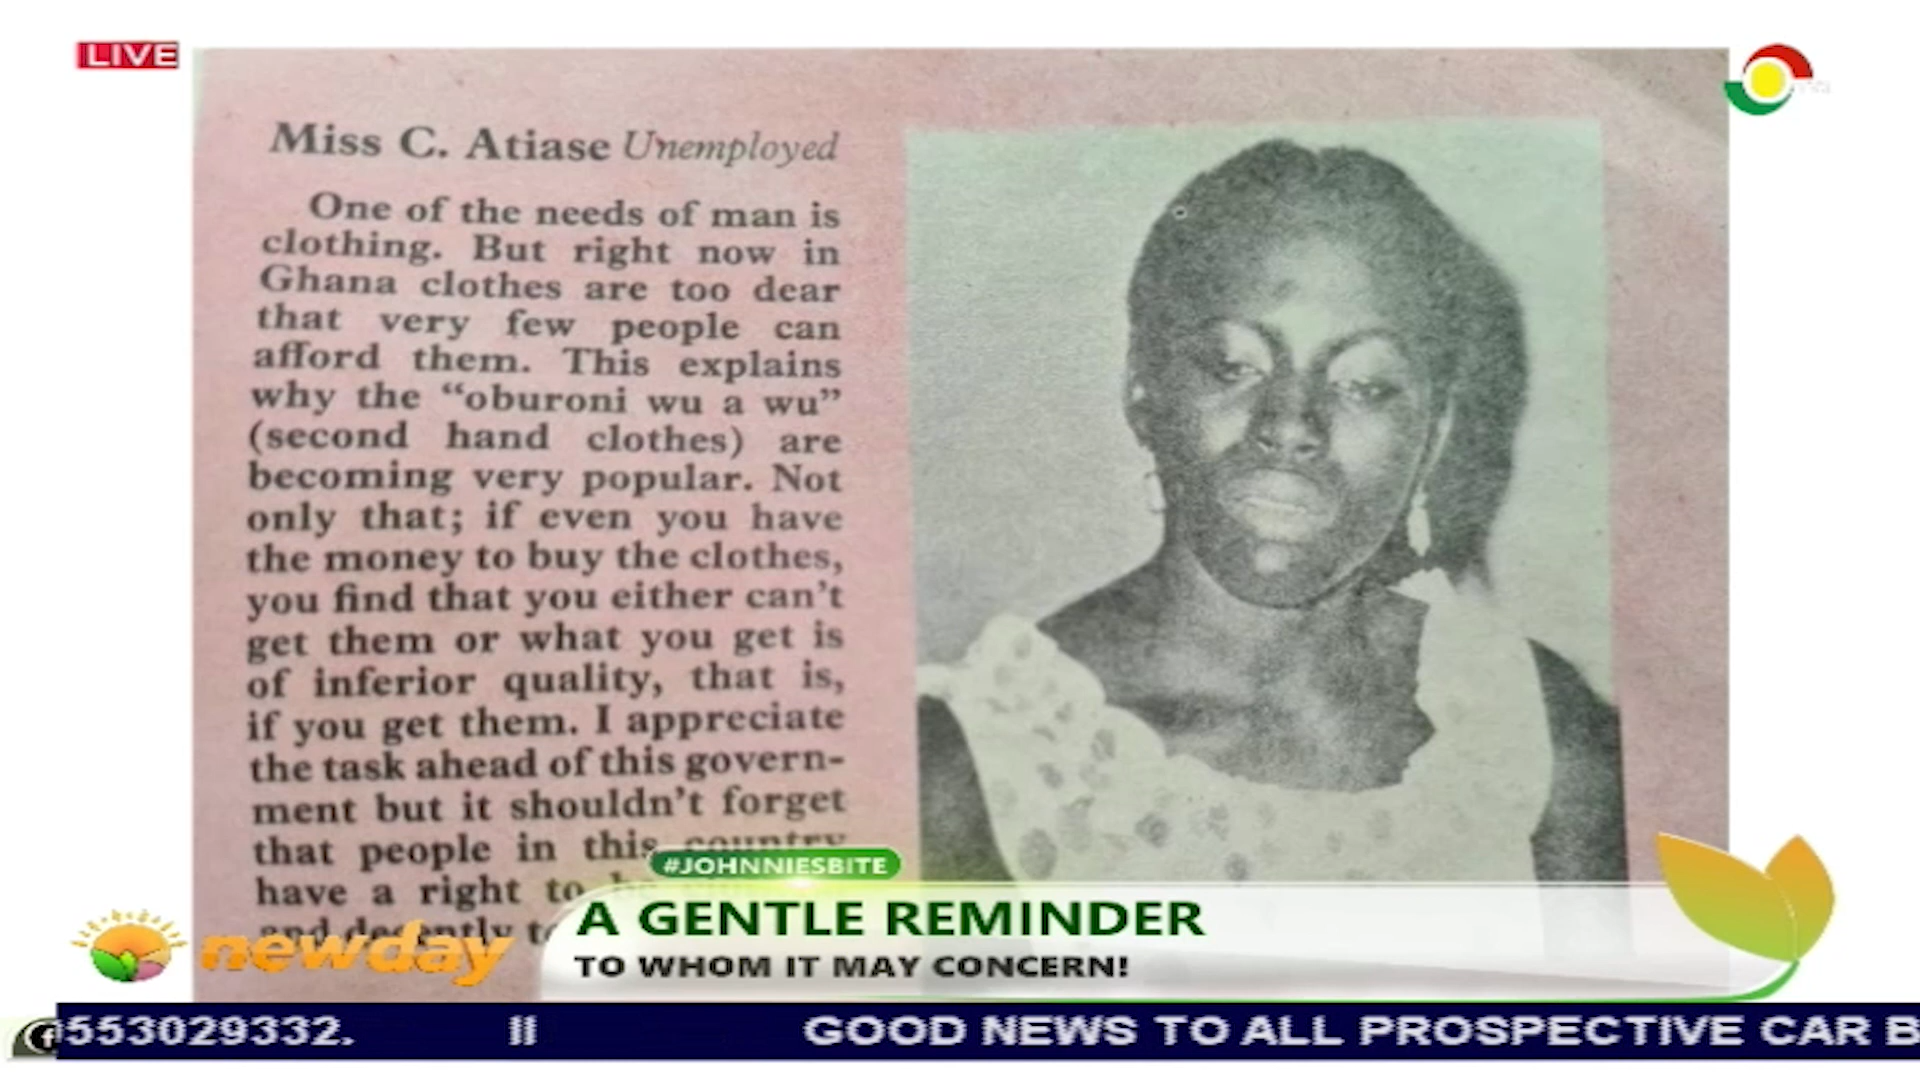 LIVE
Miss C. Atiase Unemployed
One of the needs of man is
clothing. But right now in
Ghana clothes are too dear
that very few people can
afford them. This explains
why the “oburoni wu a wu”
(second hand clothes) are
becoming very popular. Not
only that; if even you have
the money to buy the clothes,
you find that you either can’t
get them or what you get is
of inferior quality, that is,
if you get them. I appreciate
the task ahead of this govern-
ment but it shouldn’t forget
that people in this country
have a right to
and decently
#JOHNNIESBITE
A GENTLE REMINDER
TO WHOM IT MAY CONCERN!
newday
553029332. || GOOD NEWS TO ALL PROSPECTIVE CAR B